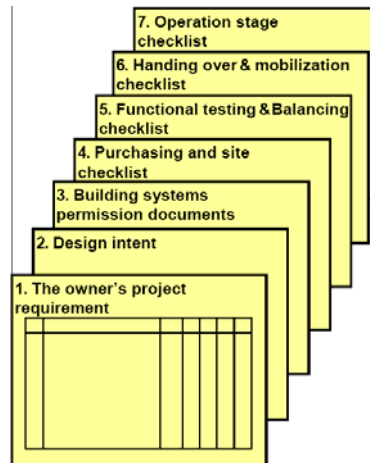 7. Operation stage
checklist
6. Handing over & mobilization
checklist
5. Functional testing & Balancing
checklist
4. Purchasing and site
checklist
3. Building systems
permission documents
2. Design intent
1. The owner's project
requirement